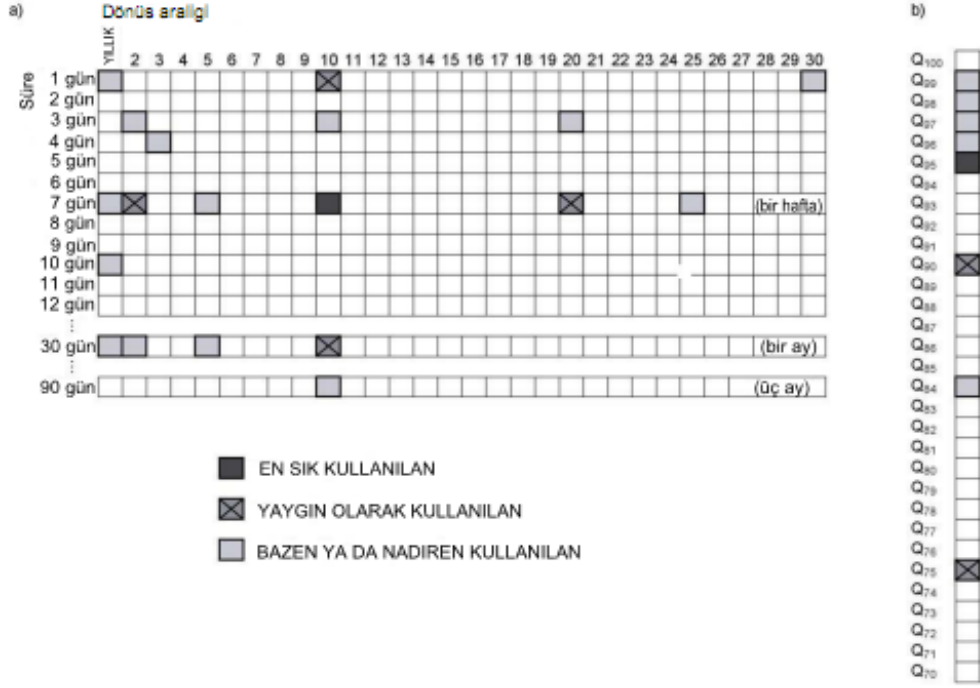 a)
Dönüs araligi
b)
YILLIK 2 3 4 5 6 7 8 9 10 11 12 13 14 15 16 17 18 19 20 21 22 23 24 25 26 27 28 29 30
Süre
1 gün
2 gün
3 gün
4 gün
5 gün
6 gün
7 gün (bir hafta)
8 gün
9 gün
10 gün
11 gün
12 gün
30 gün (bir ay)
90 gün (üç ay)
EN SIK KULLANILAN
YAYGIN OLARAK KULLANILAN
BAZEN YA DA NADIREN KULLANILAN
Q100
Q99
Q98
Q97
Q96
Q95
Q94
Q93
Q92
Q91
Q90
Q89
Q88
Q87
Q86
Q85
Q84
Q83
Q82
Q81
Q80
Q79
Q78
Q77
Q76
Q75
Q74
Q73
Q72
Q71
Q70